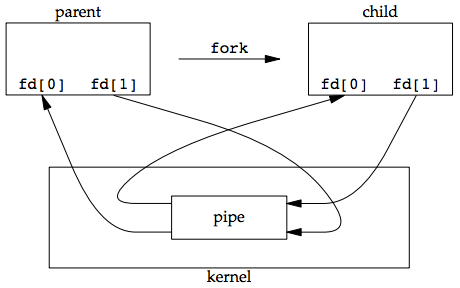 parent
child
fork
fd[0] fd[1]
fd[0] fd[1]
pipe
kernel